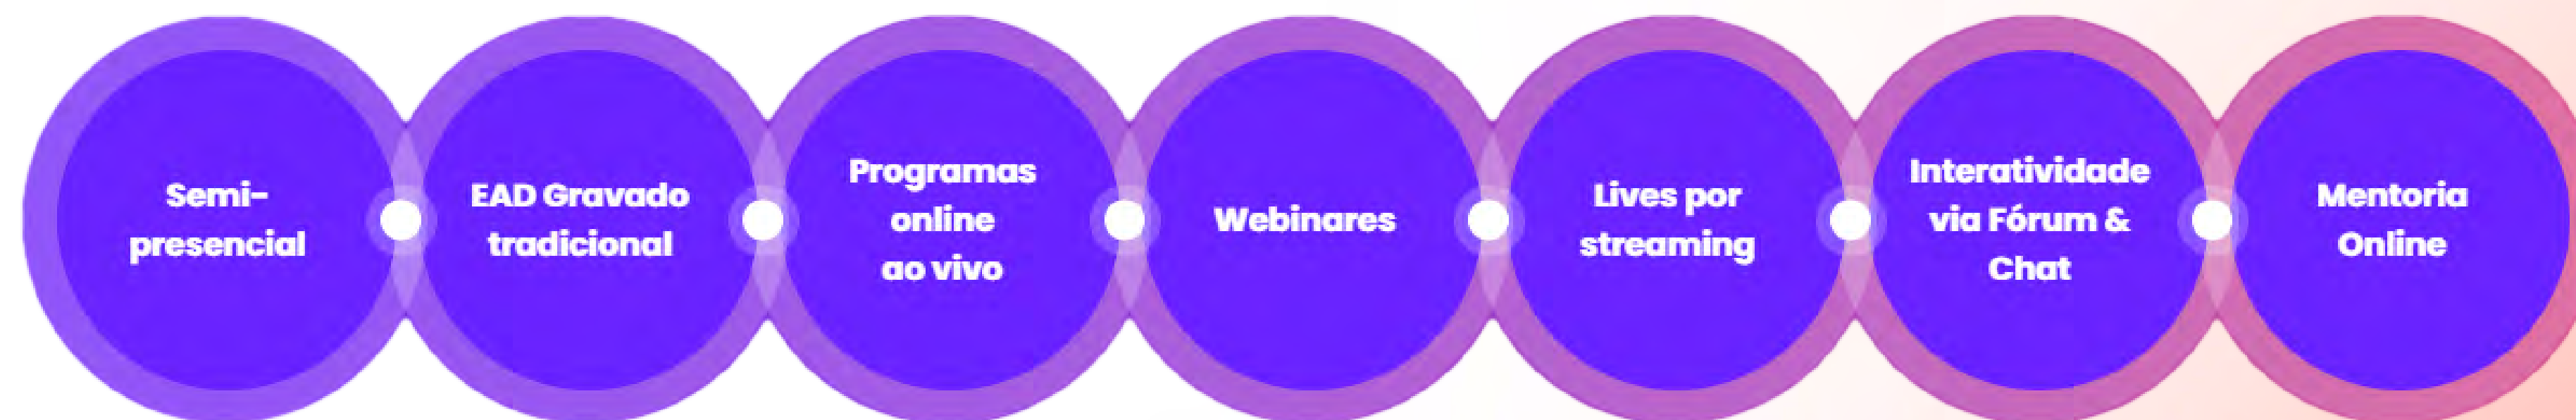 Semi-
presencial
EAD Gravado
tradicional
Programas
online
ao vivo
Webinares
Lives por
streaming
Interatividade
via Fórum &
Chat
Mentoria
Online